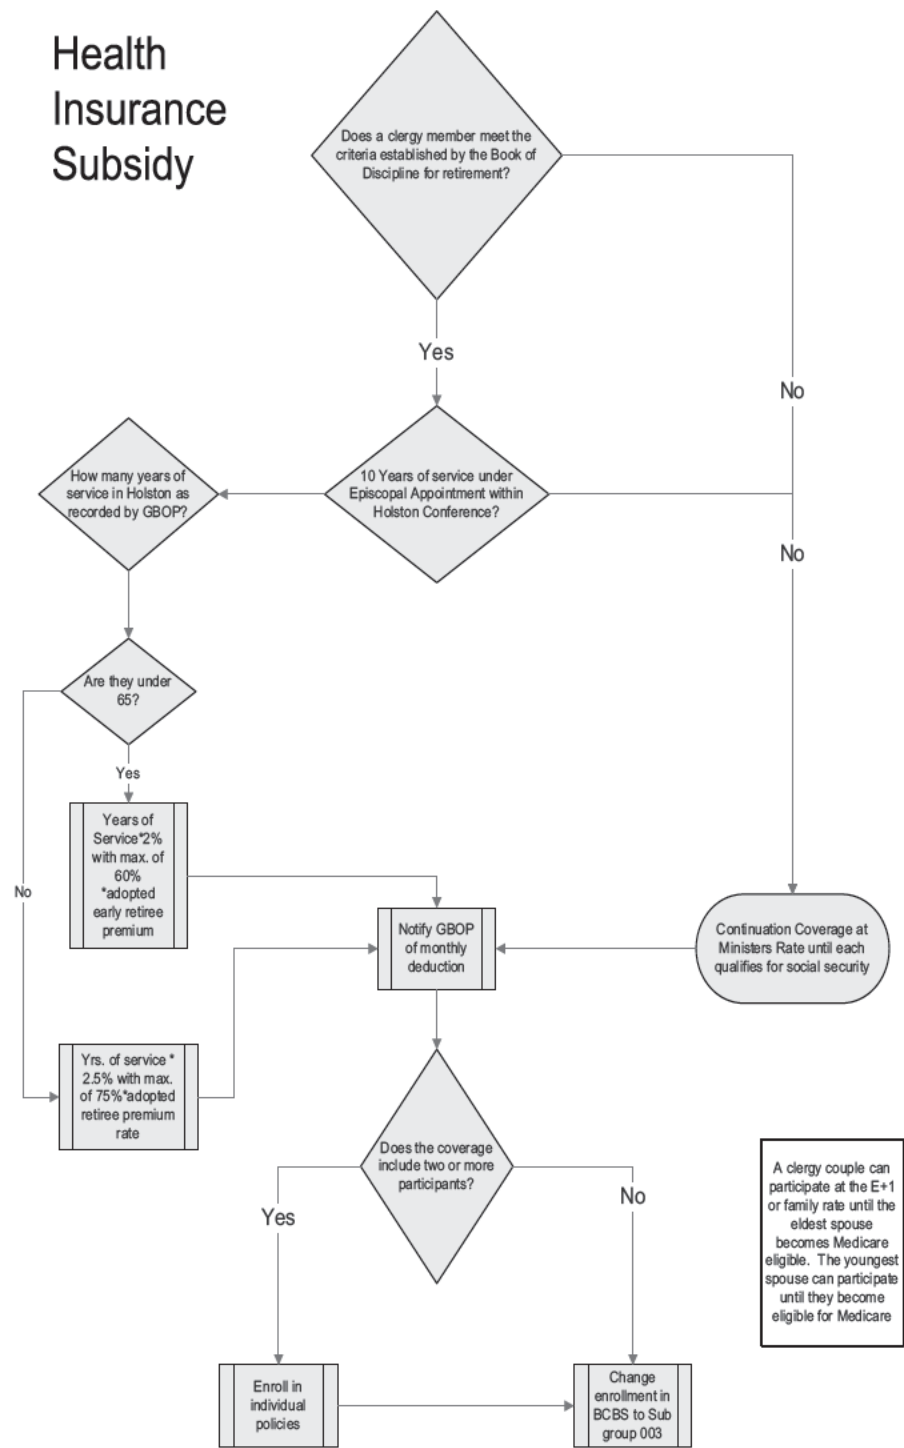 Health
Insurance
Subsidy
Does a clergy member meet the
criteria established by the Book of
Discipline for retirement?
Yes
No
How many years of
service in Holston as
recorded by GBOP?
10 Years of service under
Episcopal Appointment within
Holston Conference?
No
Are they under
65?
Yes
No
Years of
Service*2%
with max. of
60%
*adopted
early retiree
premium
Notify GBOP
of monthly
deduction
Continuation Coverage at
Ministers Rate until each
qualifies for social security
Yrs. of service *
2.5% with max.
of 75%*adopted
retiree premium
rate
Does the coverage
include two or more
participants?
Yes
No
A clergy couple can
participate at the E+1
or family rate until the
eldest spouse
becomes Medicare
eligible. The youngest
spouse can participate
until they become
eligible for Medicare
Enroll in
individual
policies
Change
enrollment in
BCBS to Sub
group 003